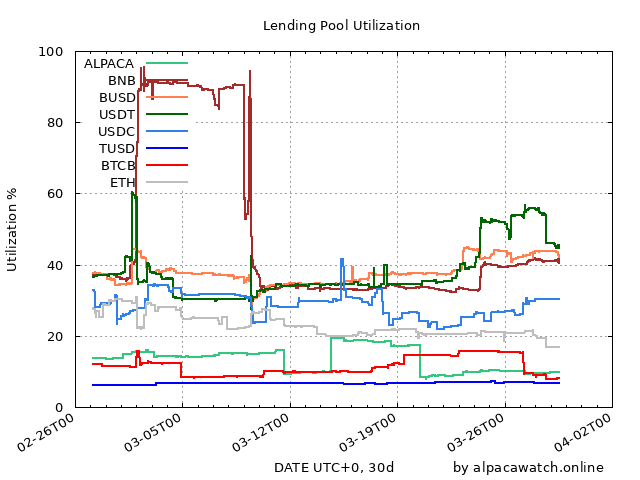 Lending Pool Utilization
Utilization %
100
80
60
40
20
0
ALPACA
BNB
BUSD
USDT
USDC
TUSD
BTCB
ETH
02-26T00
03-05T00
03-12T00
03-19T00
03-26T00
04-02T00
DATE UTC+0, 30d
by alpacawatch.online